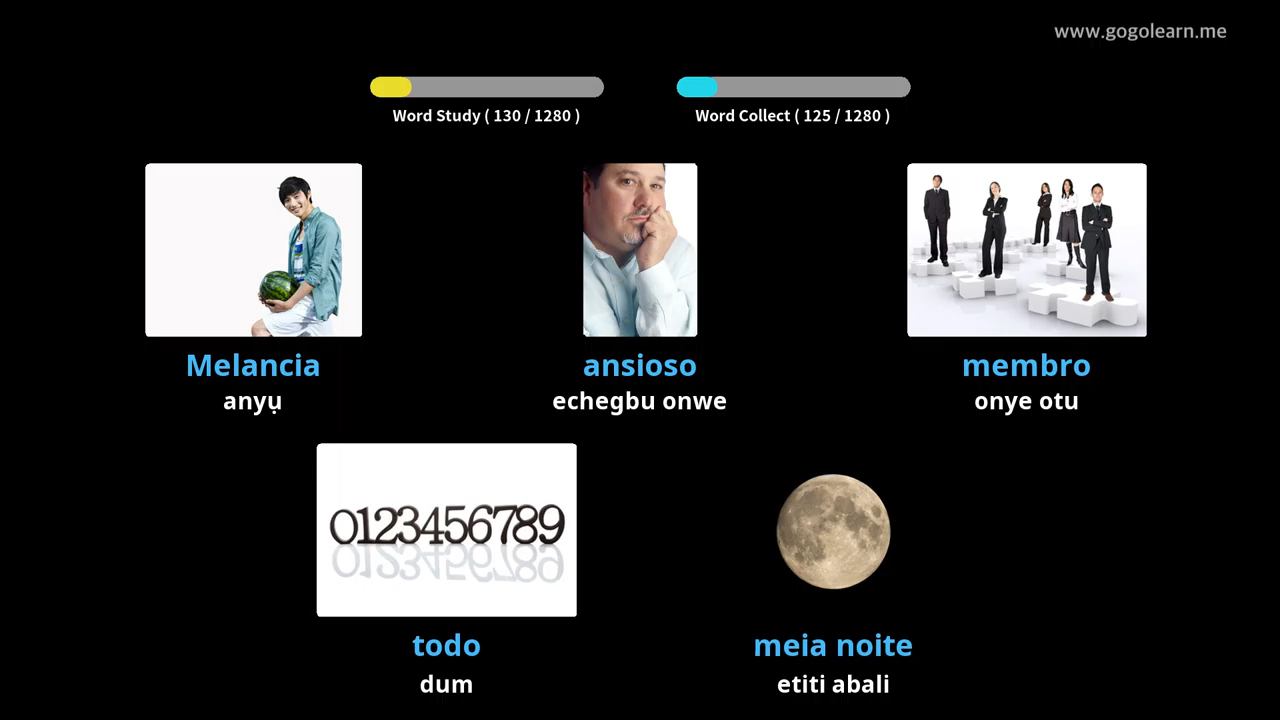 www.gogolearn.me
Word Study ( 130 / 1280 )
Word Collect ( 125 / 1280 )
Melancia
anyụ
ansioso
echegbu onwe
membro
onye otu
0123456789
todo
dum
meia noite
etiti abali